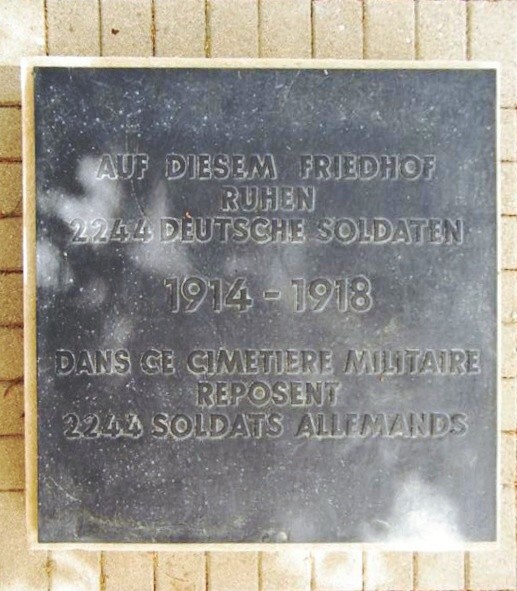 AUF DIESEM FRIEDHOF
RUHEN
2244 DEUTSCHE SOLDATEN
1914 - 1918
DANS CE CIMETIERE MILITAIRE
REPOSENT
2244 SOLDATS ALLEMANDS